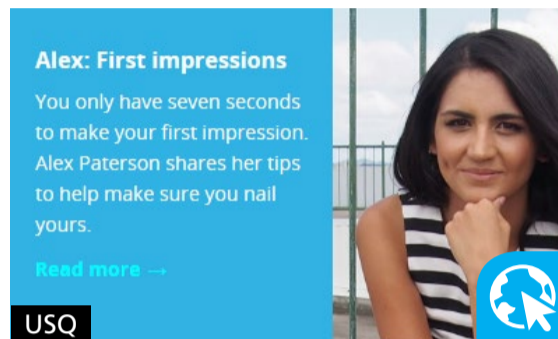 Alex: First impressions
You only have seven seconds
to make your first impression.
Alex Paterson shares her tips
to help make sure you nail
yours.
Read more →
USQ